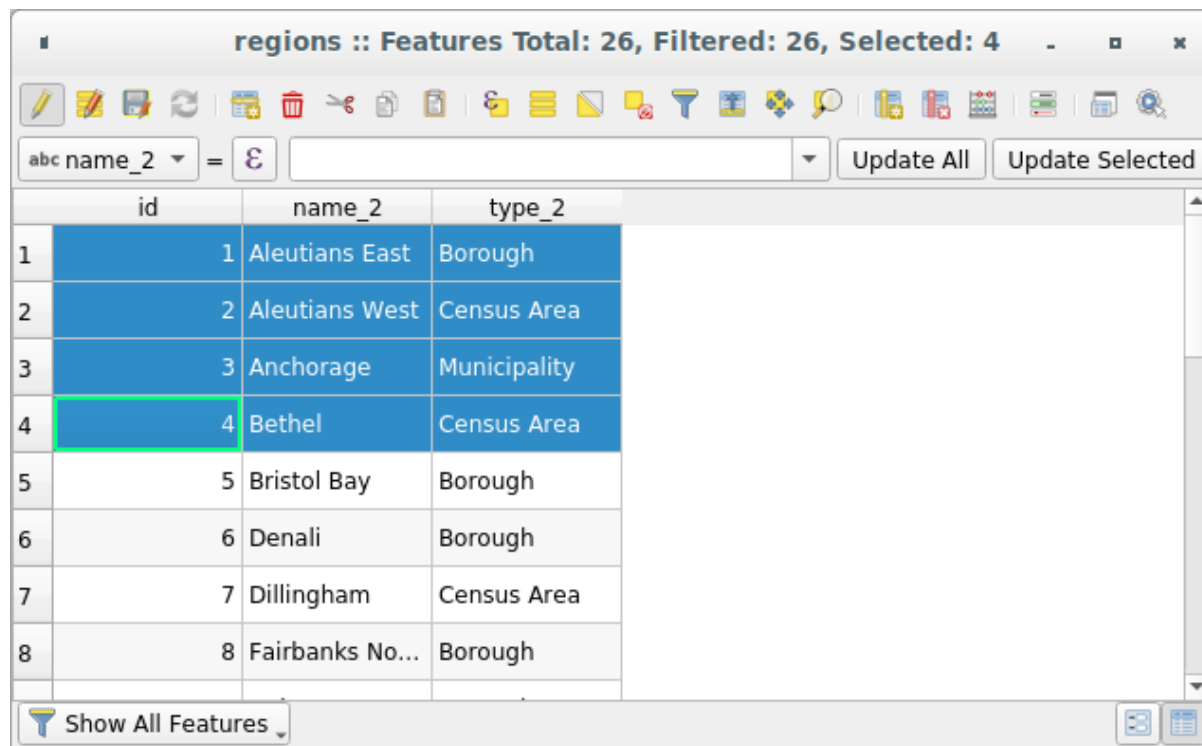 regions :: Features Total: 26, Filtered: 26, Selected: 4
abc name_2 = ε Update All Update Selected
id name_2 type_2
1 1 Aleutians East Borough
2 2 Aleutians West Census Area
3 3 Anchorage Municipality
4 4 Bethel Census Area
5 5 Bristol Bay Borough
6 6 Denali Borough
7 7 Dillingham Census Area
8 8 Fairbanks No... Borough
Show All Features